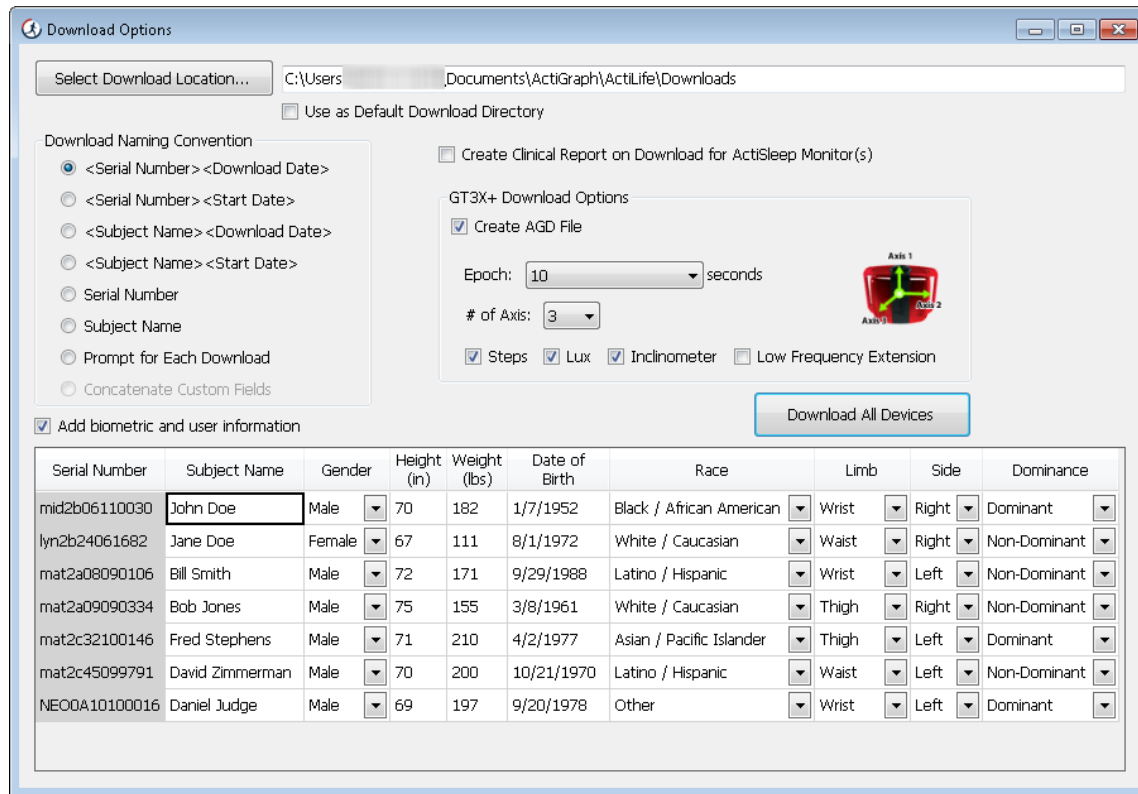 Download Options
Select Download Location... C:\Users Documents\ActiGraph\ActiLife\Downloads
Use as Default Download Directory
Download Naming Convention
<Serial Number><Download Date>
<Serial Number><Start Date>
<Subject Name><Download Date>
<Subject Name><Start Date>
Serial Number
Subject Name
Prompt for Each Download
Concatenate Custom Fields
Create Clinical Report on Download for ActiSleep Monitor(s)
GT3X+ Download Options
Create AGD File
Epoch: 10 seconds
# of Axis: 3
Axis 1
Axis 2
Axis 3
Steps Lux Inclinometer Low Frequency Extension
Download All Devices
Add biometric and user information
Serial Number Subject Name Gender Height (in) Weight (lbs) Date of Birth Race Limb Side Dominance
mid2b06110030 John Doe Male 70 182 1/7/1952 Black / African American Wrist Right Dominant
lyn2b24061682 Jane Doe Female 67 111 8/1/1972 White / Caucasian Waist Right Non-Dominant
mat2a08090106 Bill Smith Male 72 171 9/29/1988 Latino / Hispanic Wrist Left Non-Dominant
mat2a09090334 Bob Jones Male 75 155 3/8/1961 White / Caucasian Thigh Right Non-Dominant
mat2c32100146 Fred Stephens Male 71 210 4/2/1977 Asian / Pacific Islander Thigh Left Dominant
mat2c45099791 David Zimmerman Male 70 200 10/21/1970 Latino / Hispanic Waist Left Non-Dominant
NEO0A10100016 Daniel Judge Male 69 197 9/20/1978 Other Wrist Left Dominant